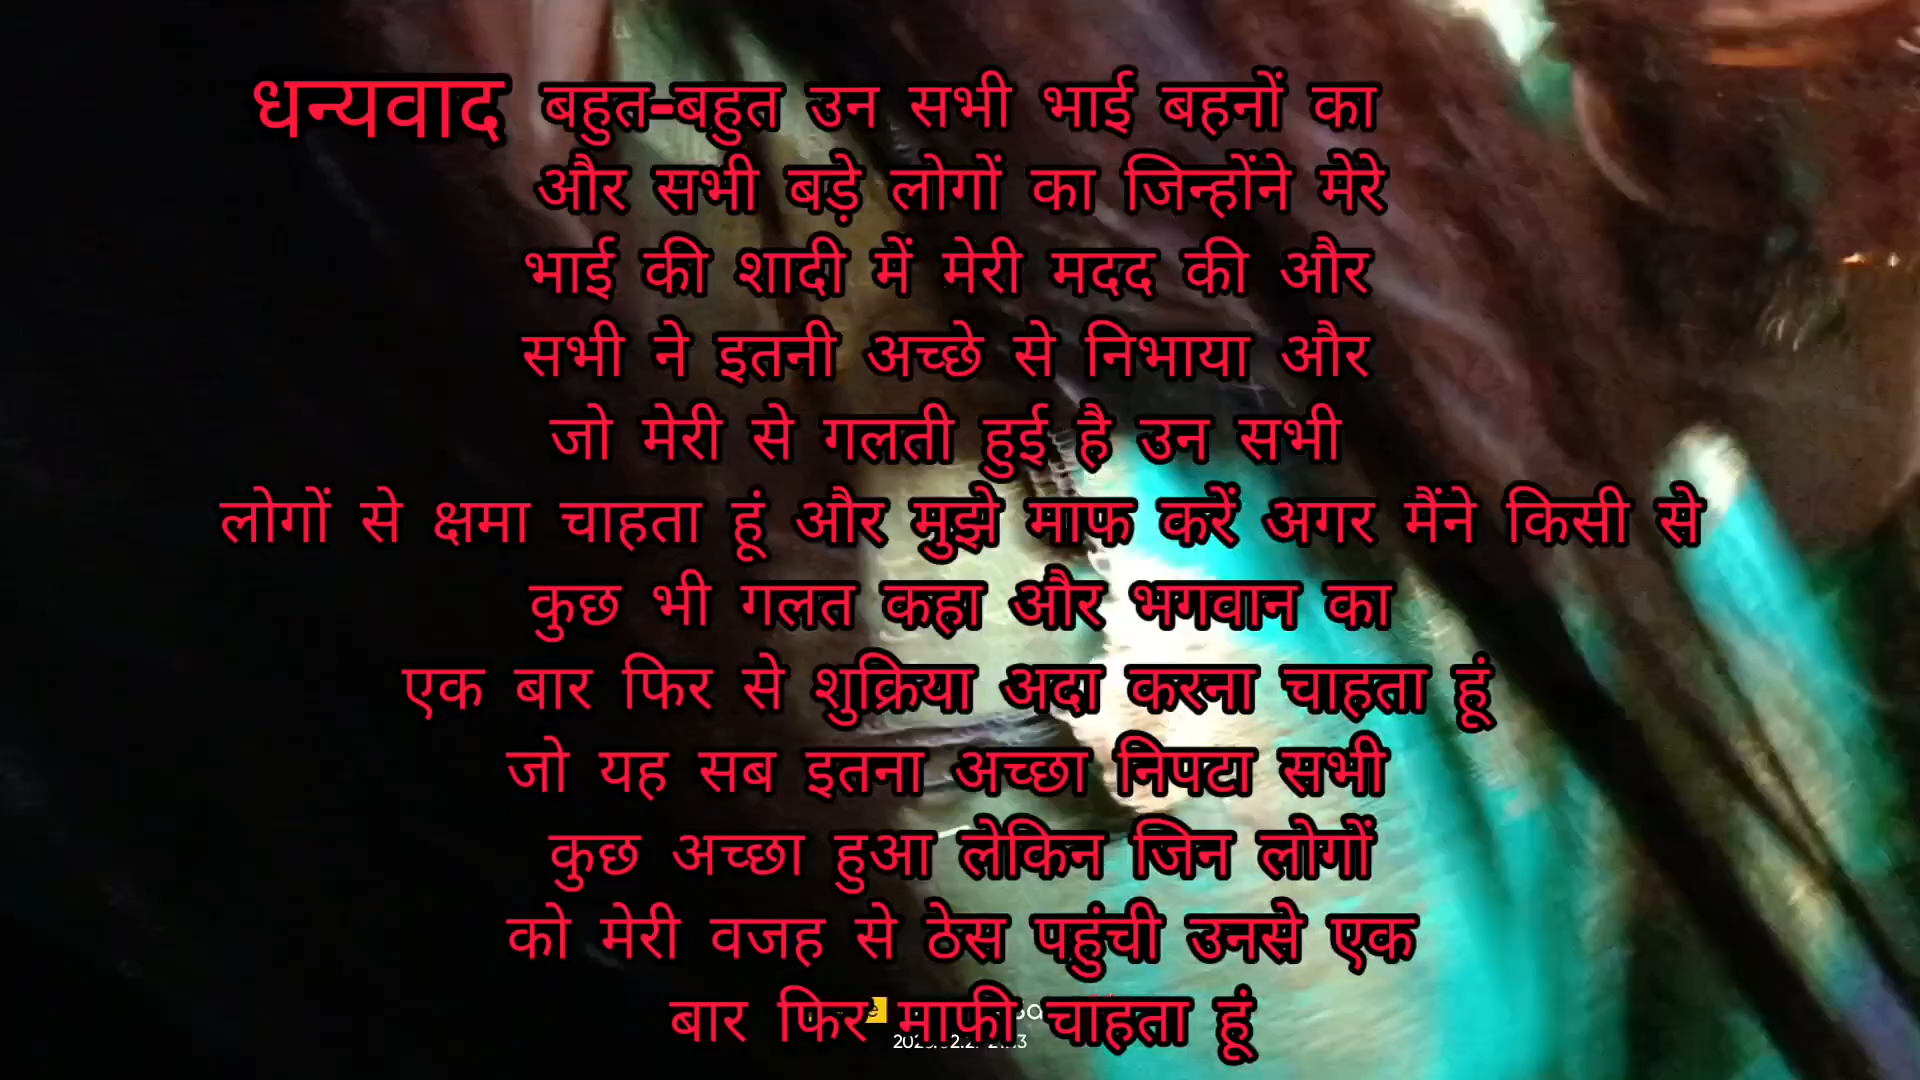 धन्यवाद बहुत-बहुत उन सभी भाई बहनों का
और सभी बड़े लोगों का जिन्होंने मेरे
भाई की शादी में मेरी मदद की और
सभी ने इतनी अच्छे से निभाया और
जो मेरी से गलती हुई है उन सभी
लोगों से क्षमा चाहता हूं और मुझे माफ करें अगर मैंने किसी से
कुछ भी गलत कहा और भगवान का
एक बार फिर से शुक्रिया अदा करना चाहता हूं
जो यह सब इतना अच्छा निपटा सभी
कुछ अच्छा हुआ लेकिन जिन लोगों
को मेरी वजह से ठेस पहुंची उनसे एक
बार फिर माफी चाहता हूं